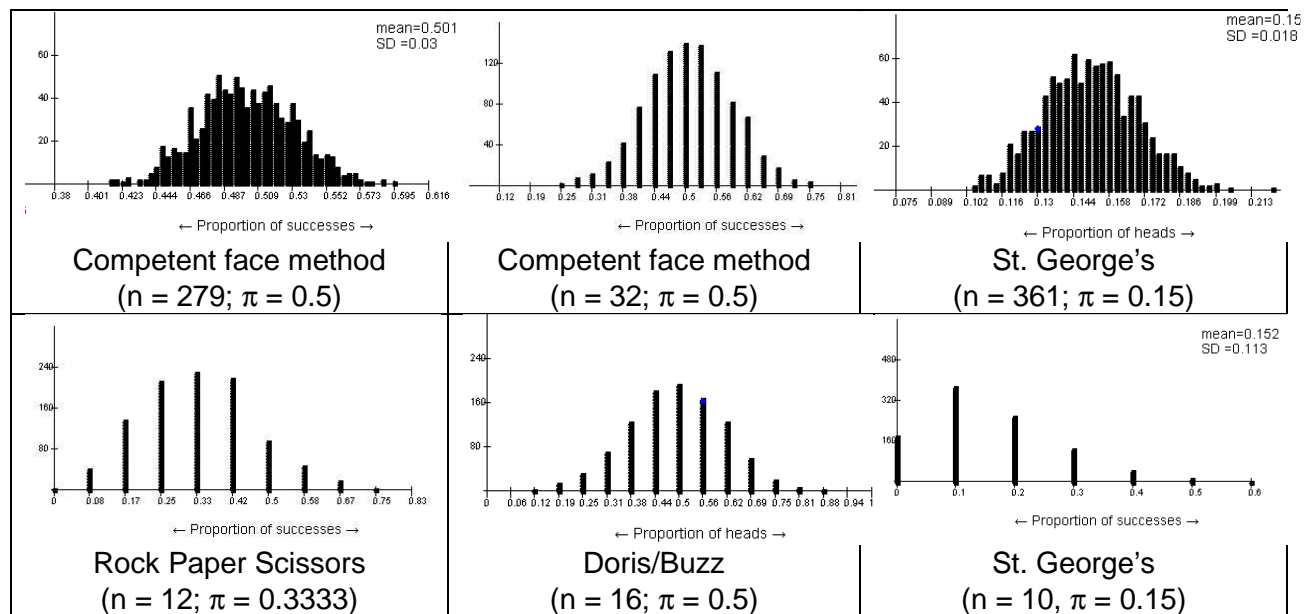 mean=0.501
SD =0.03
60
40
20
0.38 0.401 0.423 0.444 0.466 0.487 0.509 0.53 0.552 0.573 0.595 0.616
← Proportion of successes →
Competent face method
(n = 279; π = 0.5)
120
80
40
0.12 0.19 0.25 0.31 0.38 0.44 0.5 0.56 0.62 0.69 0.75 0.81
← Proportion of successes →
Competent face method
(n = 32; π = 0.5)
mean=0.15
SD =0.018
60
40
20
0.075 0.089 0.102 0.116 0.13 0.144 0.158 0.172 0.186 0.199 0.213
← Proportion of heads →
St. George's
(n = 361; π = 0.15)
240
160
80
0 0.08 0.17 0.25 0.33 0.42 0.5 0.58 0.67 0.75 0.83
← Proportion of successes →
Rock Paper Scissors
(n = 12; π = 0.3333)
240
160
80
0 0.06 0.12 0.19 0.25 0.31 0.38 0.44 0.5 0.56 0.62 0.69 0.75 0.81 0.88 0.94 1
← Proportion of heads →
Doris/Buzz
(n = 16; π = 0.5)
mean=0.152
SD =0.113
480
320
160
0 0.1 0.2 0.3 0.4 0.5 0.6
← Proportion of successes →
St. George's
(n = 10, π = 0.15)